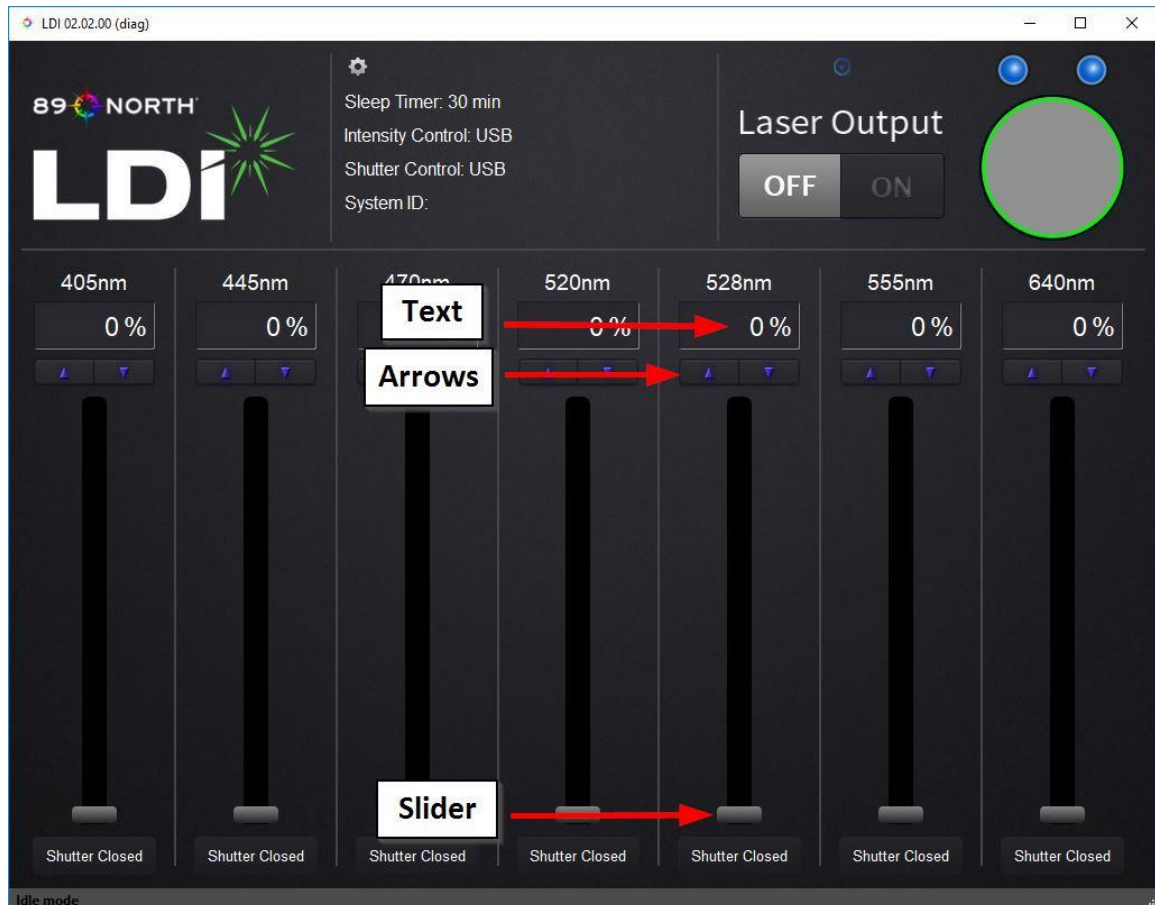 LDI 02.02.00 (diag)
89 NORTH
LDI
Sleep Timer: 30 min
Intensity Control: USB
Shutter Control: USB
System ID:
Laser Output
OFF ON
405nm 445nm 470nm 520nm 528nm 555nm 640nm
0 % 0 % Text 0 % 0 % 0 % 0 %
Arrows
Slider
Shutter Closed Shutter Closed Shutter Closed Shutter Closed Shutter Closed Shutter Closed Shutter Closed
Idle mode